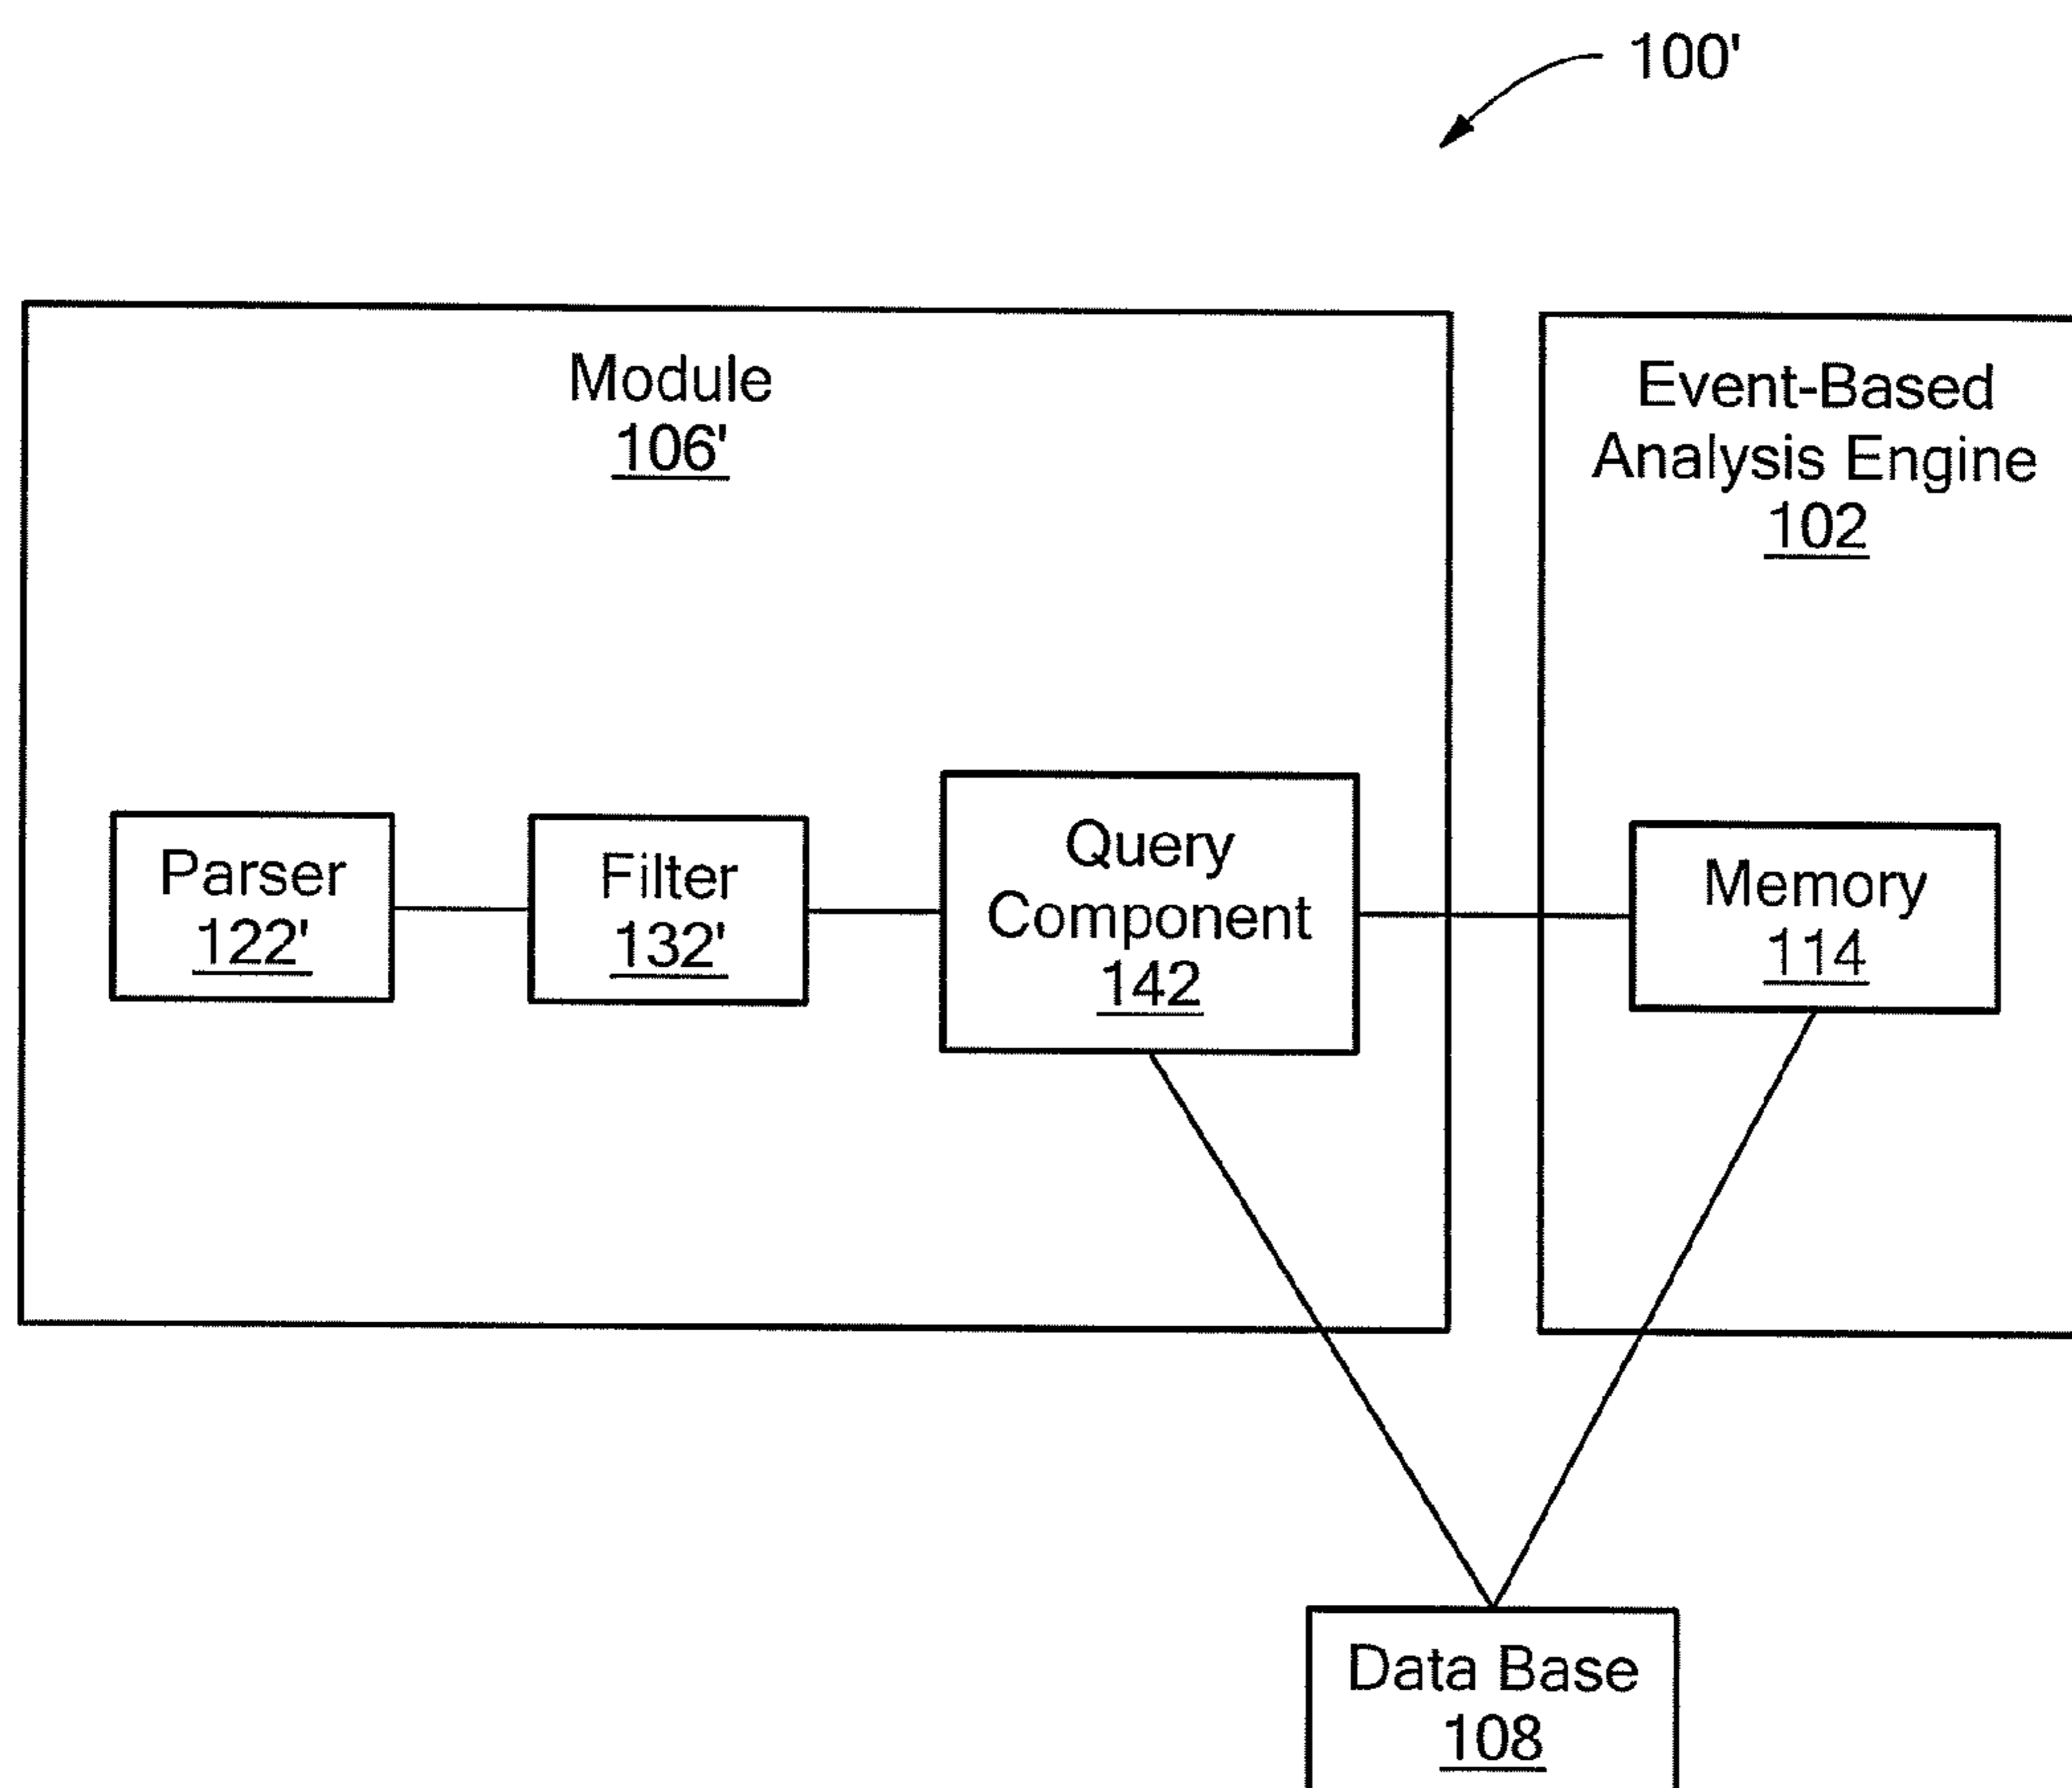 100'
Module
106'
Event-Based
Analysis Engine
102
Parser
122'
Filter
132'
Query
Component
142
Memory
114
Data Base
108